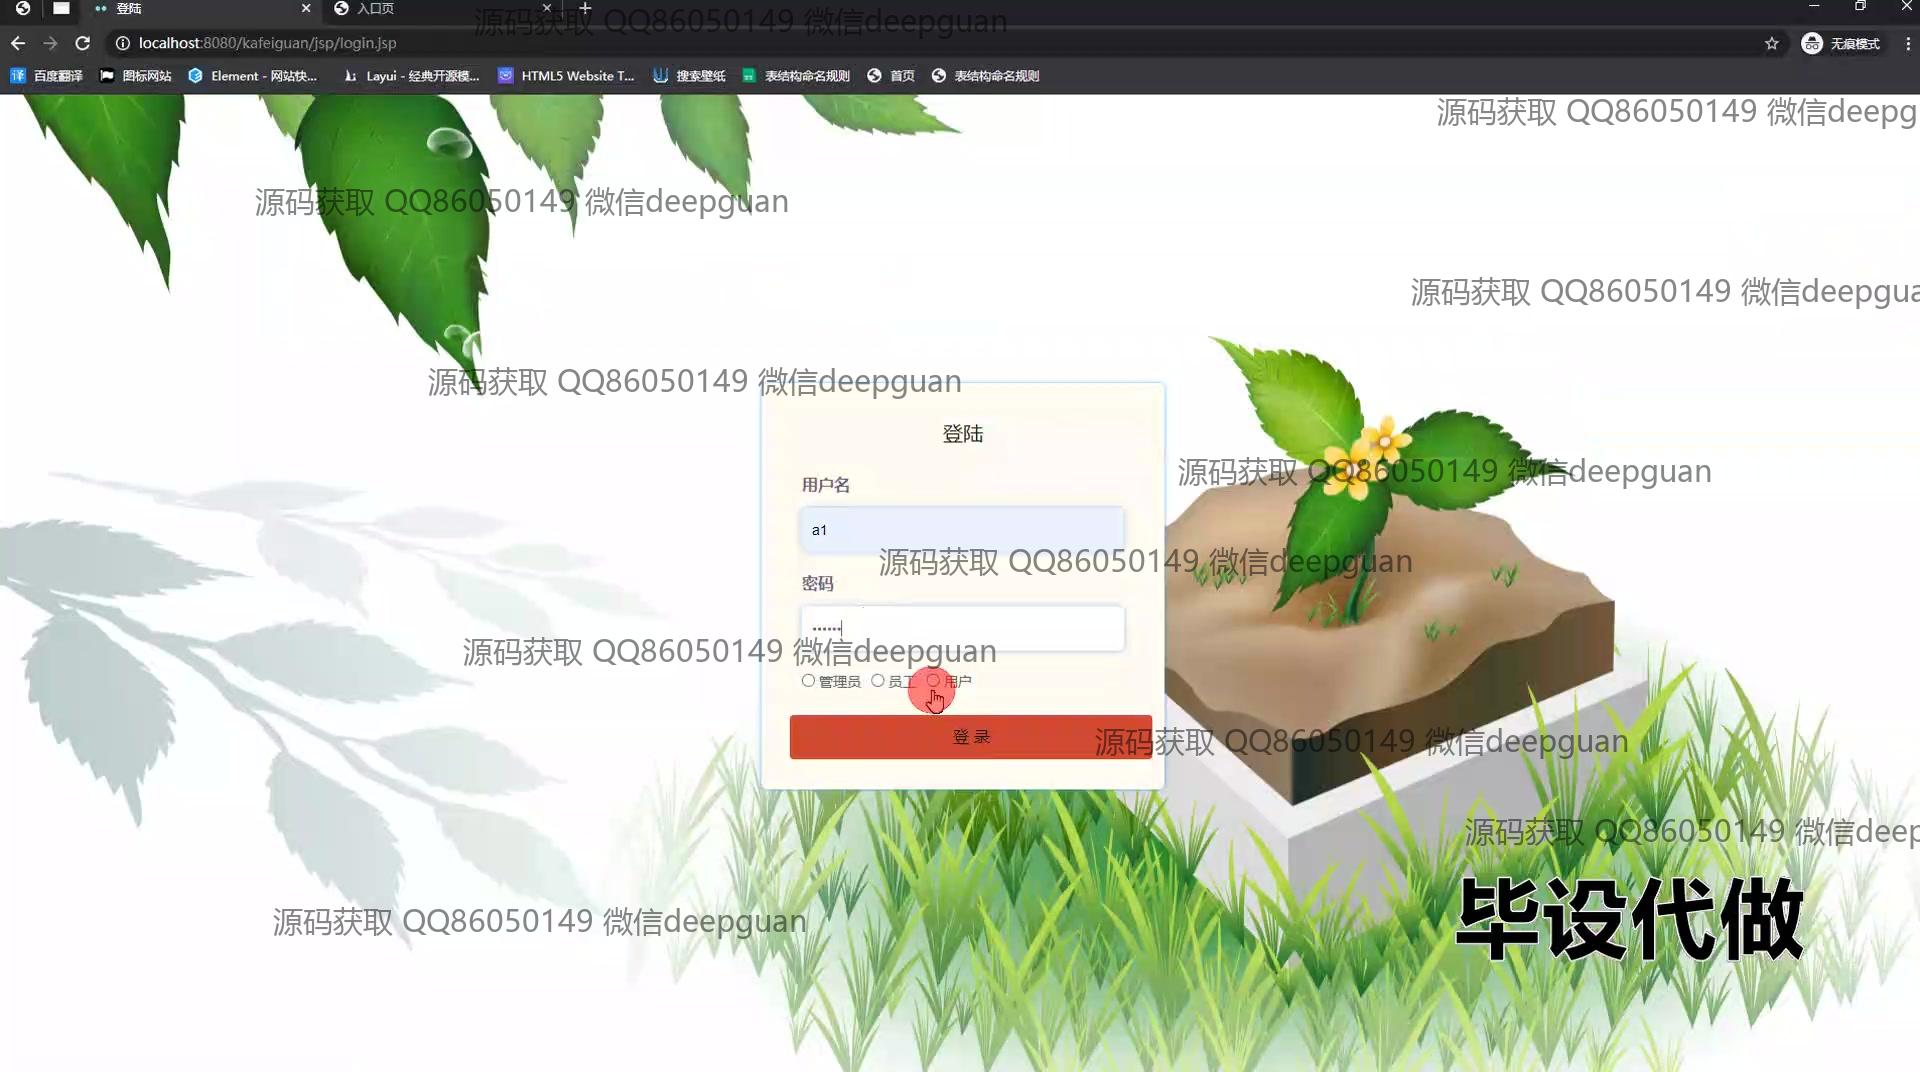 登陆
入口页
源码获取 QQ86050149 微信deepguan
localhost:8080/kafeiguan/jsp/login.jsp
无痕模式
百度翻译
图标网站
Element - 网站快...
Layui - 经典开源模...
HTML5 Website T...
搜索壁纸
表结构命名规则
首页
表结构命名规则
源码获取 QQ86050149 微信deepg
源码获取 QQ86050149 微信deepguan
源码获取 QQ86050149 微信deepgua
源码获取 QQ86050149 微信deepguan
登陆
源码获取 QQ86050149 微信deepguan
用户名
a1
源码获取 QQ86050149 微信deepguan
密码
••••••
源码获取 QQ86050149 微信deepguan
管理员 员工 用户
登录
源码获取 QQ86050149 微信deepguan
源码获取 QQ86050149 微信deep
毕设代做
源码获取 QQ86050149 微信deepguan